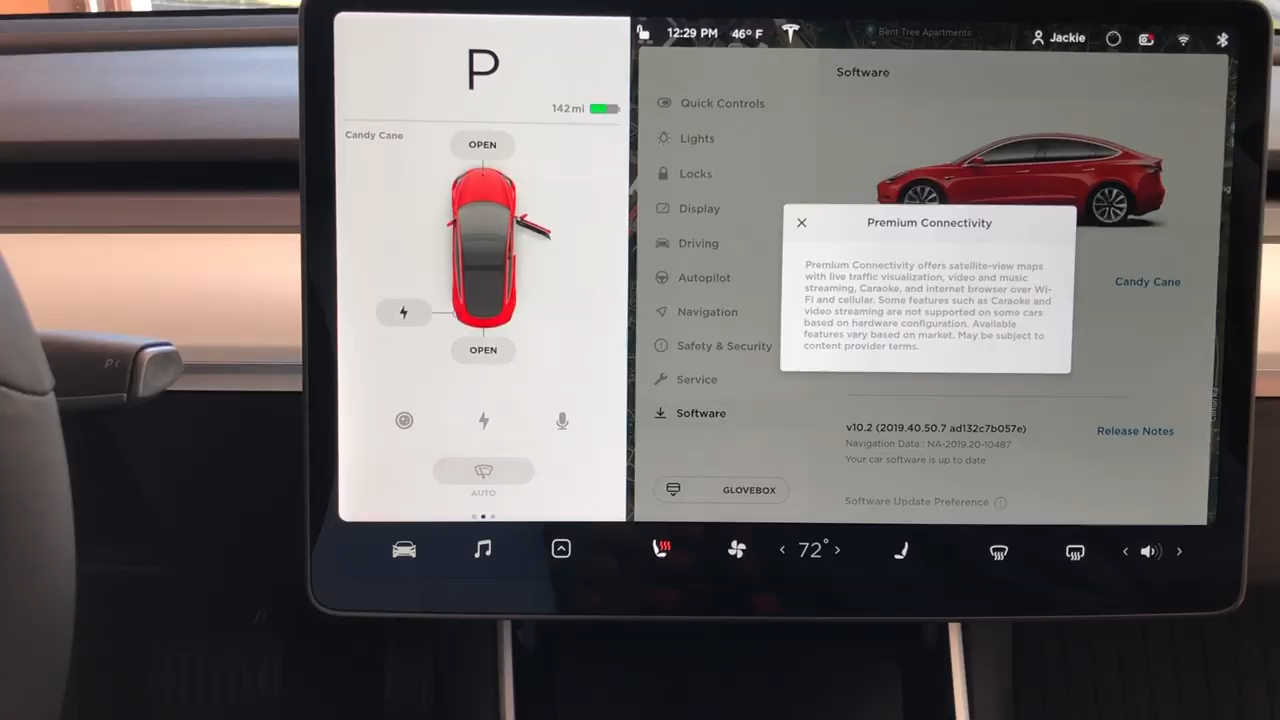 P
142 mi
Candy Cane
OPEN
OPEN
AUTO
12:29 PM 46° F
Bent Tree Apartments
Jackie
Software
Quick Controls
Lights
Locks
Display
Driving
Autopilot
Navigation
Safety & Security
Service
Software
GLOVEBOX
Premium Connectivity
Premium Connectivity offers satellite-view maps
with live traffic visualization, video and music
streaming, Caraoke, and internet browser over Wi-
Fi and cellular. Some features such as Caraoke and
video streaming are not supported on some cars
based on hardware configuration. Available
features vary based on market. May be subject to
content provider terms.
Candy Cane
v10.2 (2019.40.50.7 ad132c7b057e)
Release Notes
Navigation Data : NA-2019.20-10487
Your car software is up to date
Software Update Preference
72°